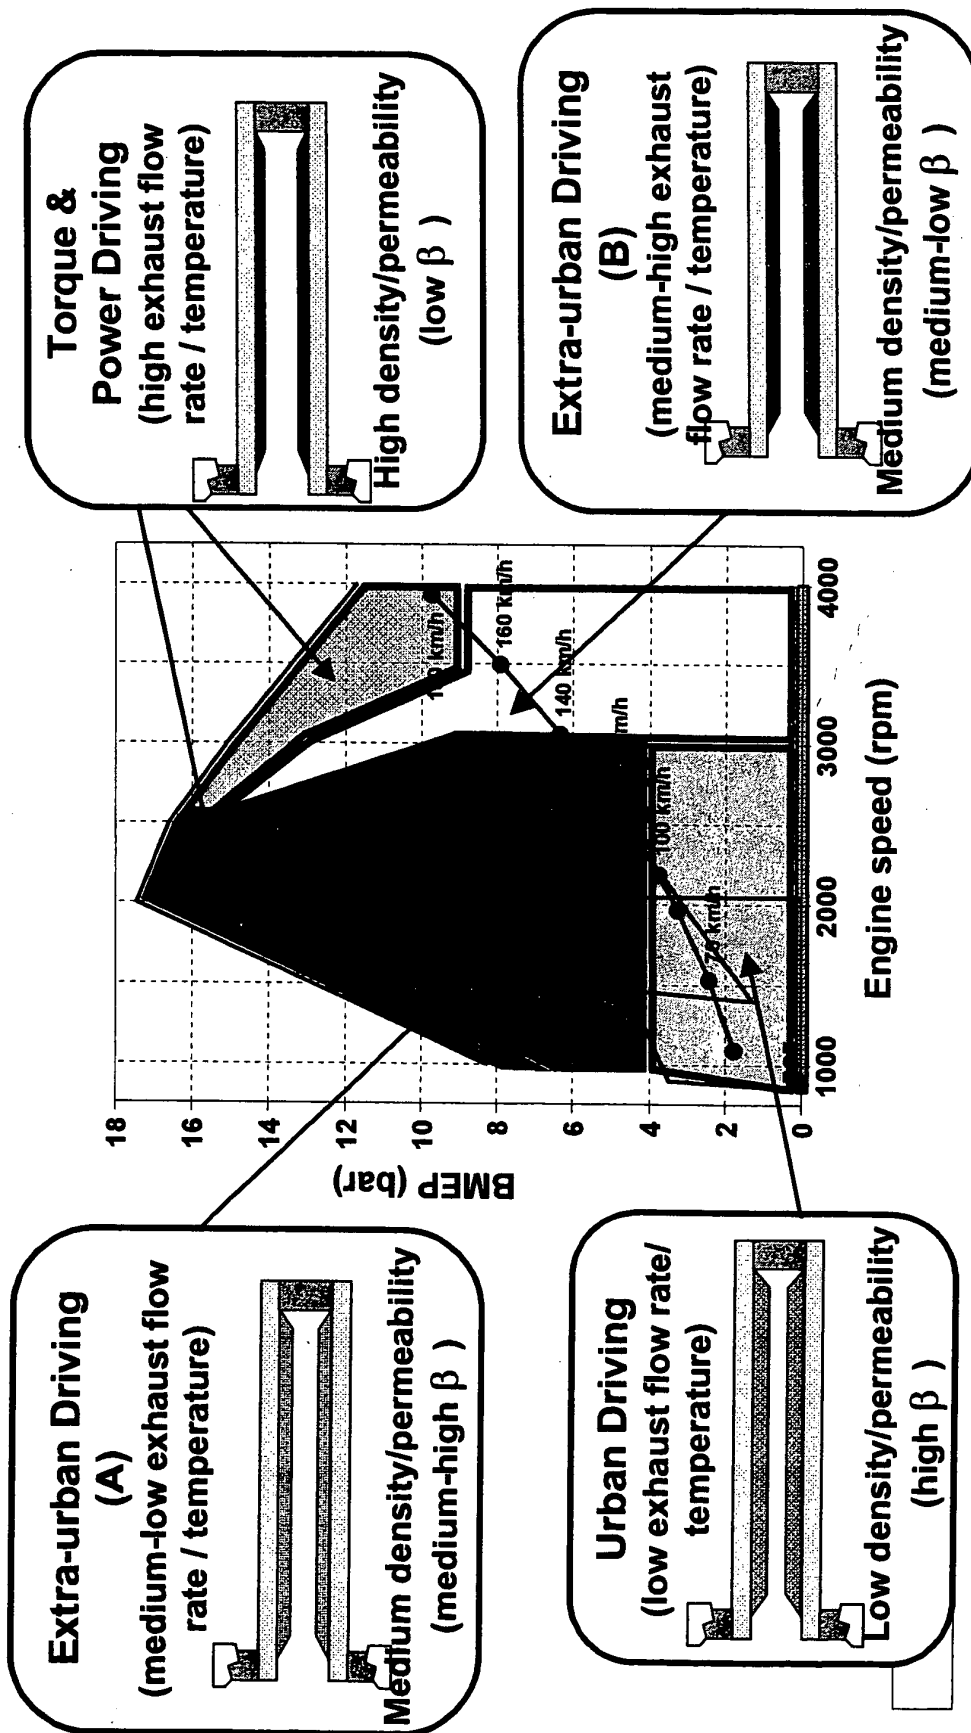 Extra-urban Driving
(A)
(medium-low exhaust flow
rate / temperature)
Medium density/permeability
(medium-high β )
Torque &
Power Driving
(high exhaust flow
rate / temperature)
High density/permeability
(low β )
Urban Driving
(low exhaust flow rate/
temperature)
Low density/permeability
(high β )
Extra-urban Driving
(B)
(medium-high exhaust
flow rate / temperature)
Medium density/permeability
(medium-low β )
BMEP (bar)
18
16
14
12
10
8
6
4
2
0
km/h
160 km/h
140 km/h
m/h
100 km/h
km/h
1000
2000
3000
4000
Engine speed (rpm)